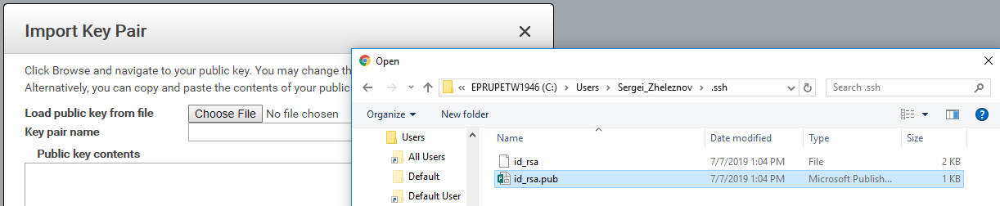 Import Key Pair
Click Browse and navigate to your public key. You may change th
Alternatively, you can copy and paste the contents of your public
Load public key from file
Choose File No file chosen
Key pair name
Public key contents
Open
« EPRUPETW1946 (C:) › Users › Sergei_Zheleznov › .ssh
Search .ssh
Organize
New folder
?
Users
All Users
Default
Default User
Name Date modified Type Size
id_rsa 7/7/2019 1:04 PM File 2 KB
id_rsa.pub 7/7/2019 1:04 PM Microsoft Publish... 1 KB